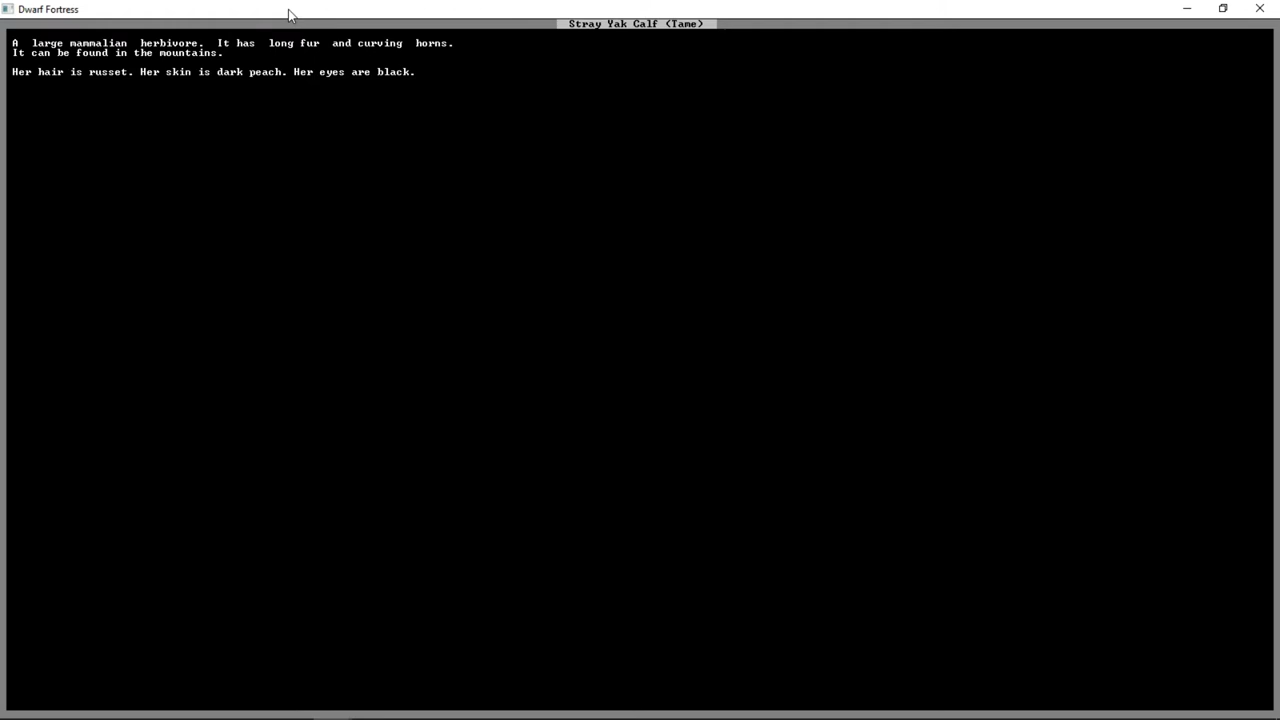 Dwarf Fortress
Stray Yak Calf (Tame)
A large mammalian herbivore. It has long fur and curving horns.
It can be found in the mountains.
Her hair is russet. Her skin is dark peach. Her eyes are black.